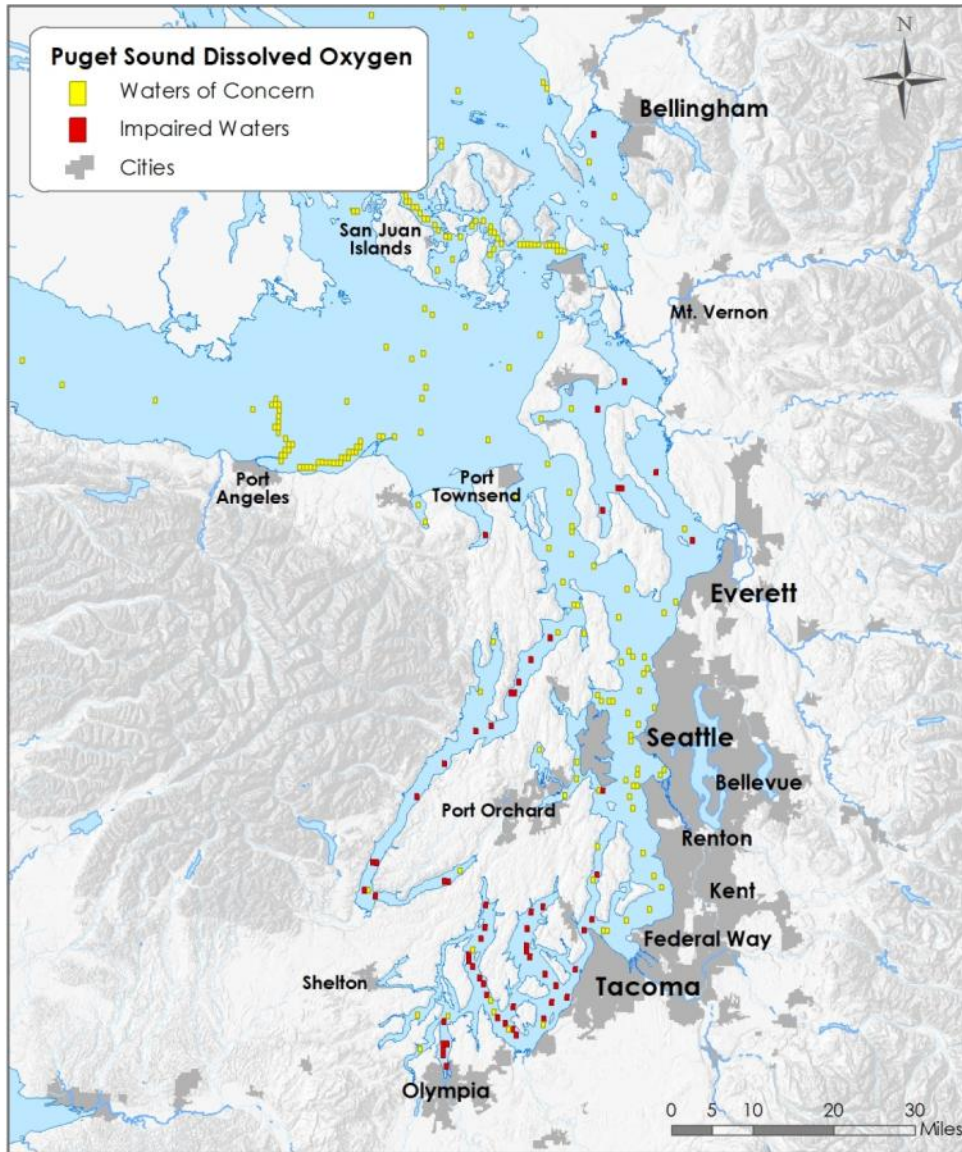 Puget Sound Dissolved Oxygen
Waters of Concern
Impaired Waters
Cities
N
Bellingham
San Juan
Islands
Mt. Vernon
Port
Angeles
Port
Townsend
Everett
Seattle
Bellevue
Port Orchard
Renton
Kent
Federal Way
Shelton
Tacoma
Olympia
0 5 10 20 30
Miles